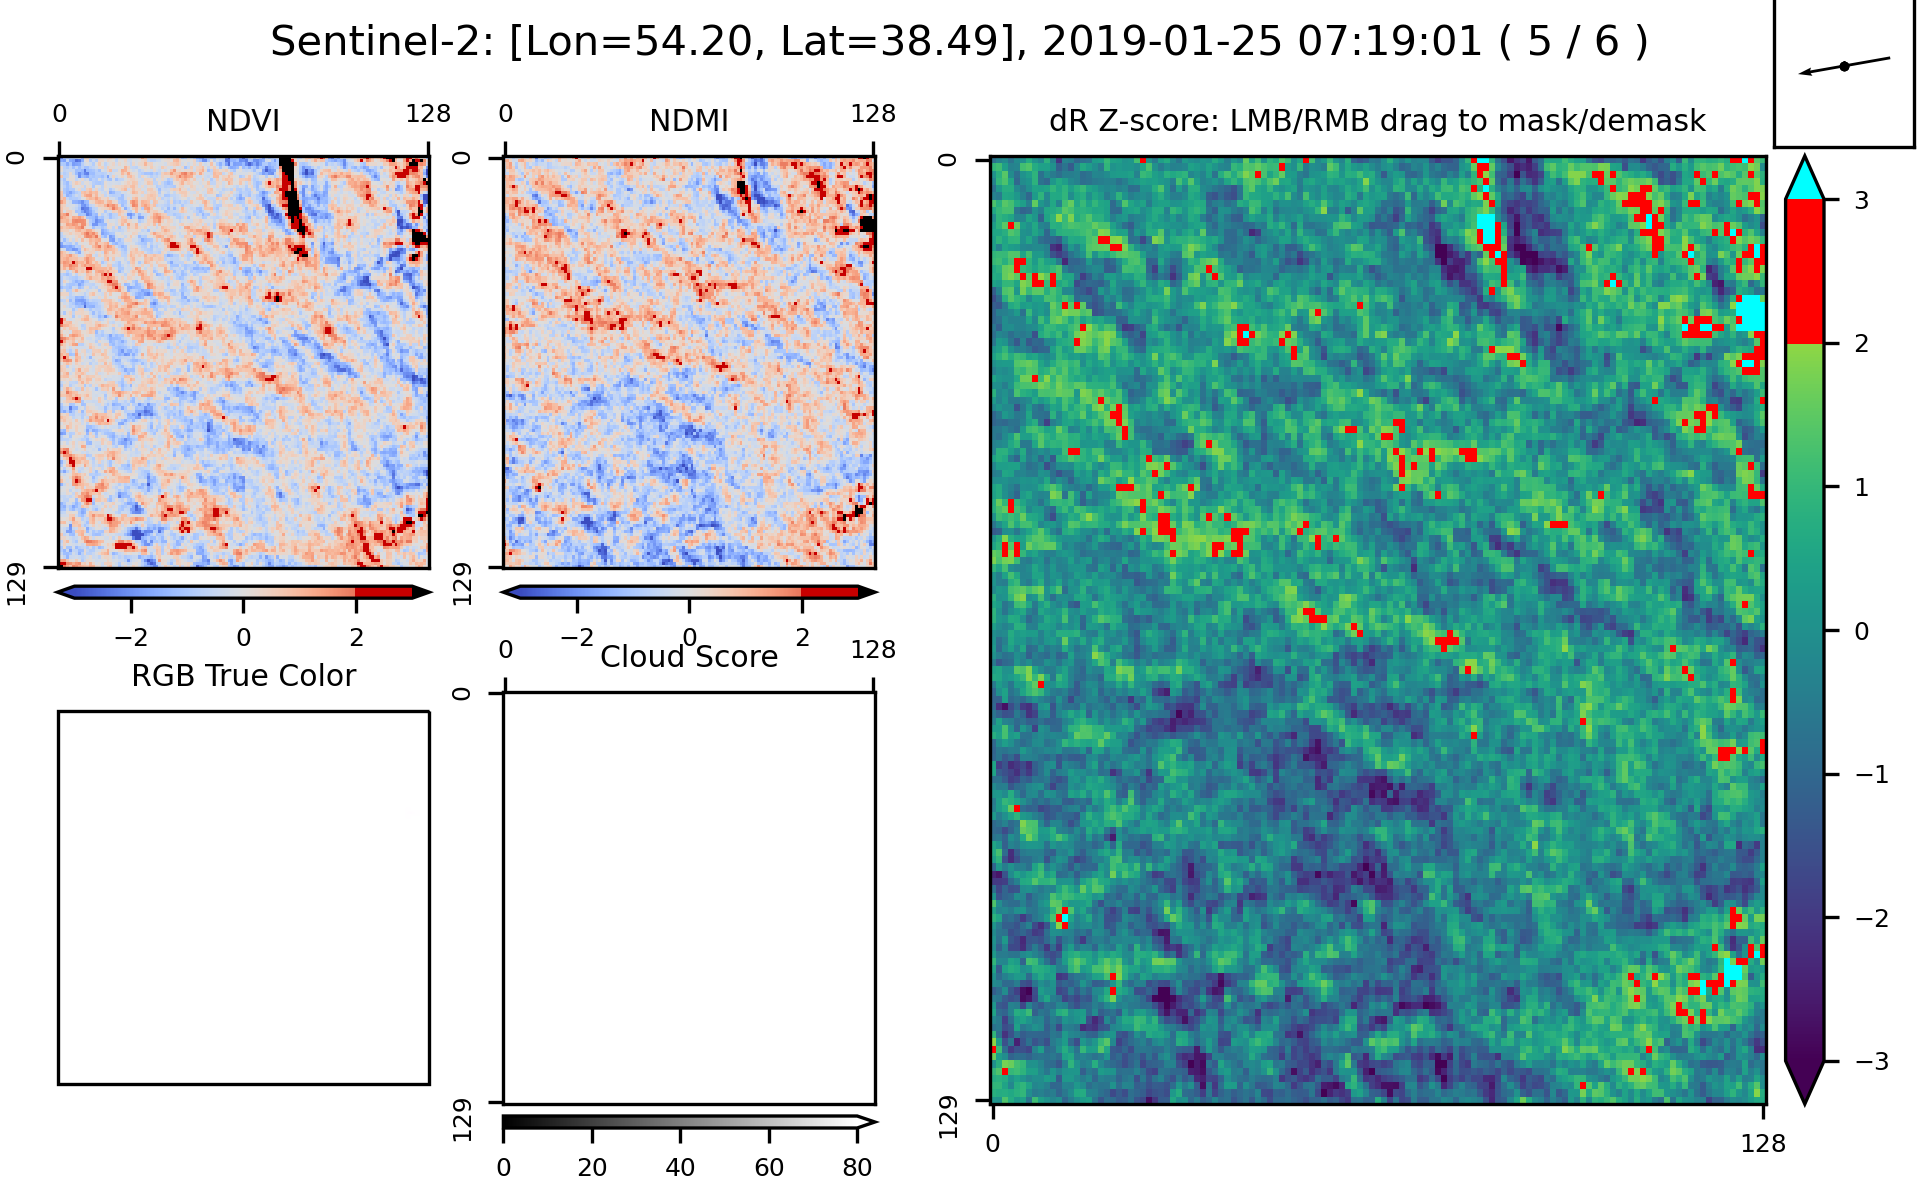 Sentinel-2: [Lon=54.20, Lat=38.49], 2019-01-25 07:19:01 ( 5 / 6 )
NDVI
0 128
0
129
−2 0 2
NDMI
0 128
0
129
−2 0 2
dR Z-score: LMB/RMB drag to mask/demask
0
129
0 128
3
2
1
0
−1
−2
−3
RGB True Color
Cloud Score
0 128
0
129
0 20 40 60 80